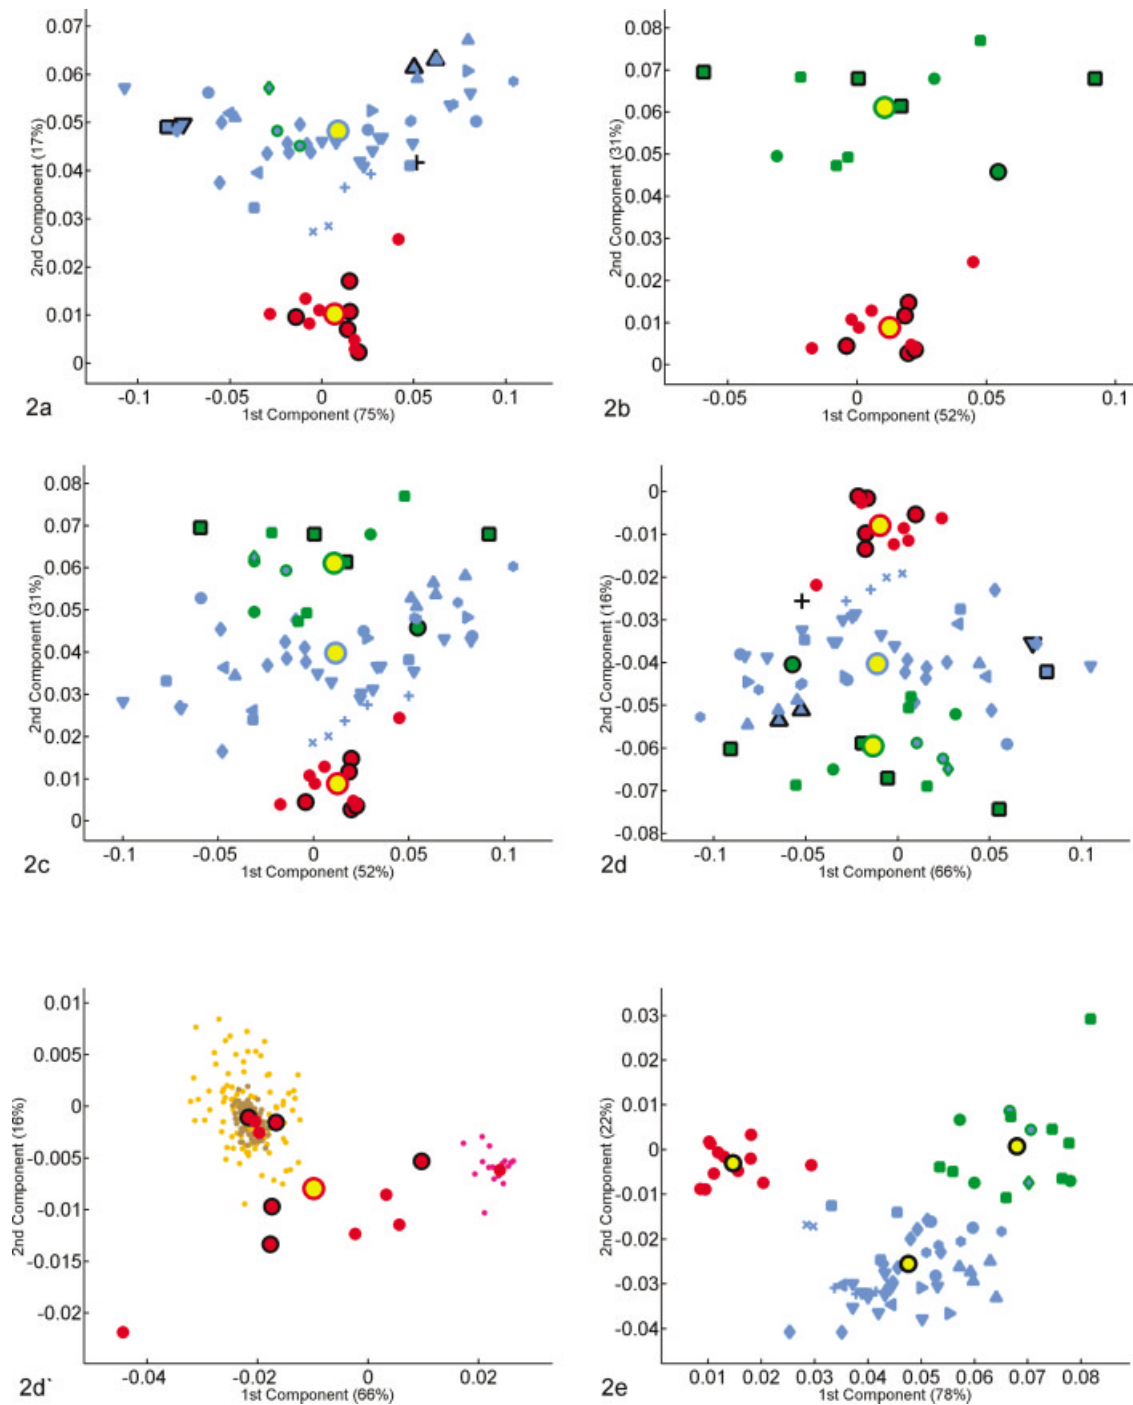 0.07
0.06
0.05
0.04
0.03
0.02
0.01
0
2nd Component (17%)
-0.1 -0.05 0 0.05 0.1
1st Component (75%)
2a
0.08
0.07
0.06
0.05
0.04
0.03
0.02
0.01
0
2nd Component (31%)
-0.05 0 0.05 0.1
1st Component (52%)
2b
0.08
0.07
0.06
0.05
0.04
0.03
0.02
0.01
0
2nd Component (31%)
-0.1 -0.05 0 0.05 0.1
1st Component (52%)
2c
0
-0.01
-0.02
-0.03
-0.04
-0.05
-0.06
-0.07
-0.08
2nd Component (16%)
-0.1 -0.05 0 0.05 0.1
1st Component (66%)
2d
0.01
0.005
0
-0.005
-0.01
-0.015
-0.02
2nd Component (16%)
-0.04 -0.02 0 0.02
1st Component (66%)
2d`
0.03
0.02
0.01
0
-0.01
-0.02
-0.03
-0.04
2nd Component (22%)
0.01 0.02 0.03 0.04 0.05 0.06 0.07 0.08
1st Component (78%)
2e